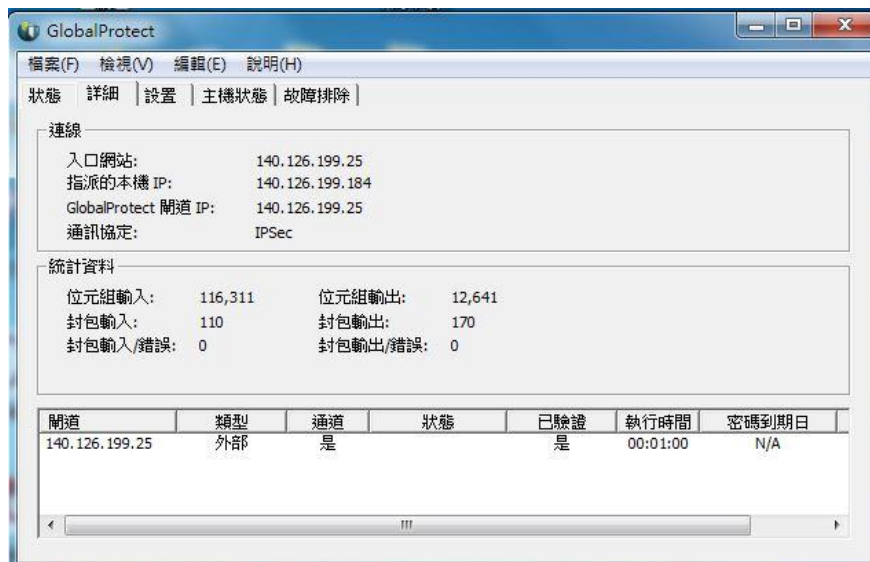 GlobalProtect
檔案(F) 檢視(V) 編輯(E) 說明(H)
狀態 詳細 設置 主機狀態 故障排除
連線
入口網站: 140.126.199.25
指派的本機 IP: 140.126.199.184
GlobalProtect 閘道 IP: 140.126.199.25
通訊協定: IPSec
統計資料
位元組輸入: 116,311 位元組輸出: 12,641
封包輸入: 110 封包輸出: 170
封包輸入/錯誤: 0 封包輸出/錯誤: 0
閘道 類型 通道 狀態 已驗證 執行時間 密碼到期日
140.126.199.25 外部 是 是 00:01:00 N/A